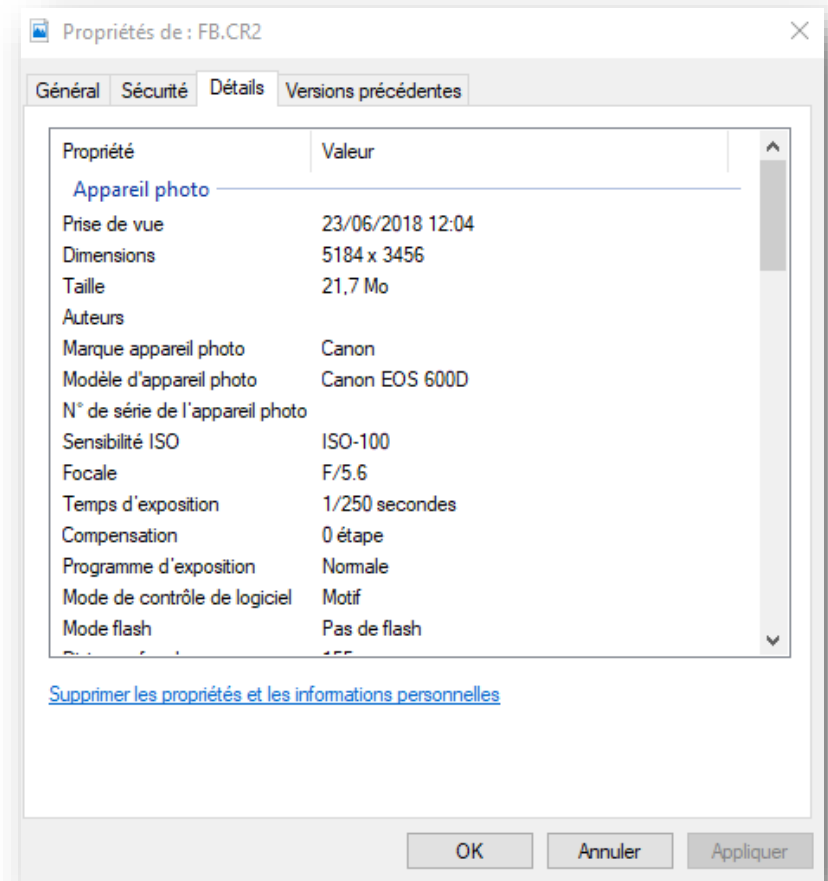 Propriétés de : FB.CR2
Général Sécurité Détails Versions précédentes
Propriété Valeur
Appareil photo
Prise de vue 23/06/2018 12:04
Dimensions 5184 x 3456
Taille 21,7 Mo
Auteurs
Marque appareil photo Canon
Modèle d'appareil photo Canon EOS 600D
N° de série de l'appareil photo
Sensibilité ISO ISO-100
Focale F/5.6
Temps d'exposition 1/250 secondes
Compensation 0 étape
Programme d'exposition Normale
Mode de contrôle de logiciel Motif
Mode flash Pas de flash
Supprimer les propriétés et les informations personnelles
OK Annuler Appliquer